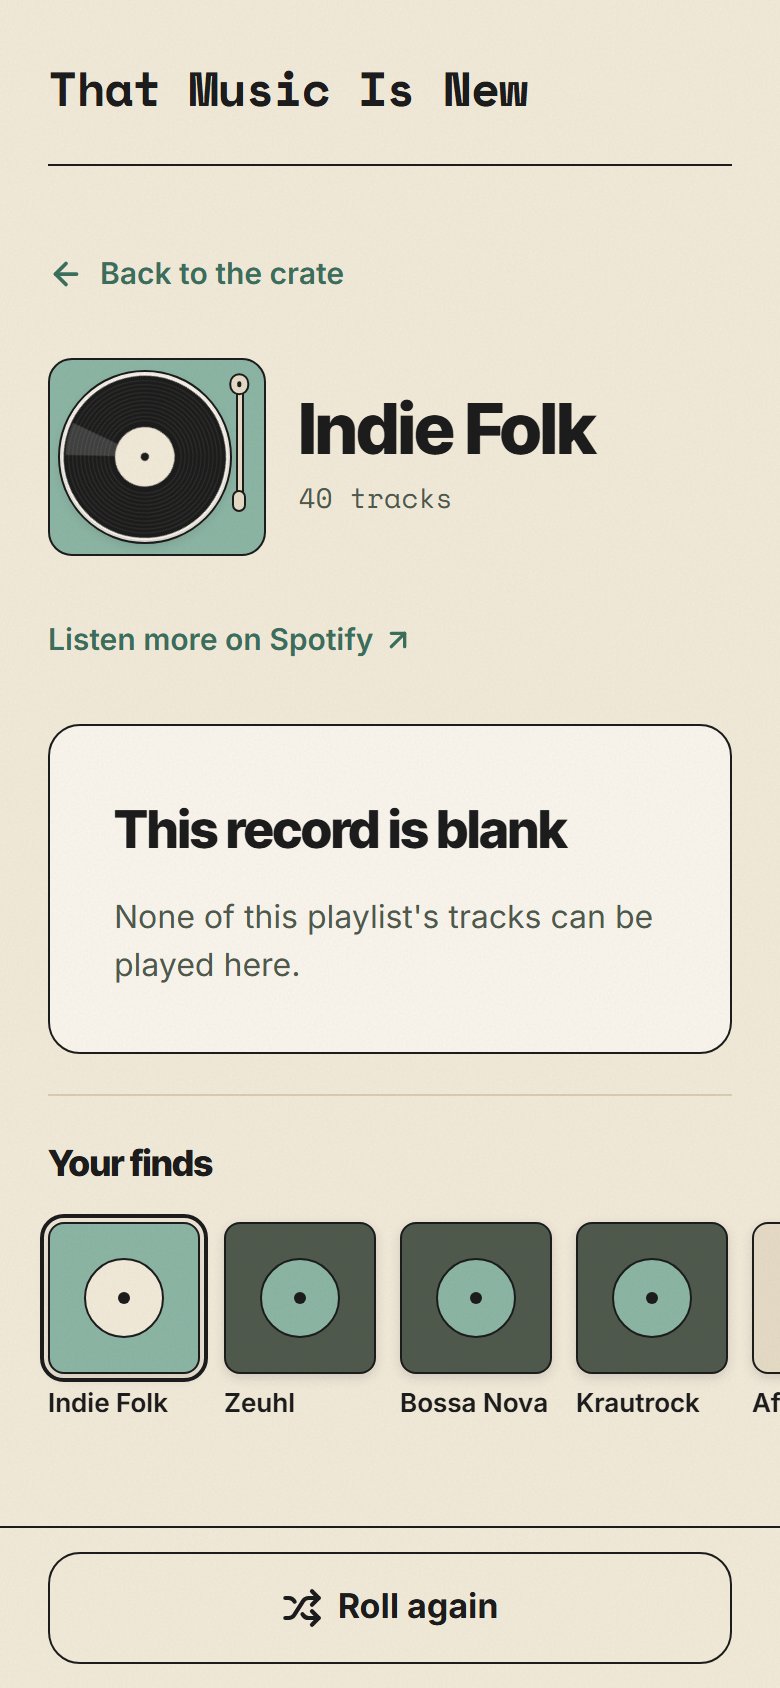 That Music Is New
Back to the crate
Indie Folk
40 tracks
Listen more on Spotify
This record is blank
None of this playlist's tracks can be
played here.
Your finds
Indie Folk
Zeuhl
Bossa Nova
Krautrock
Af
Roll again